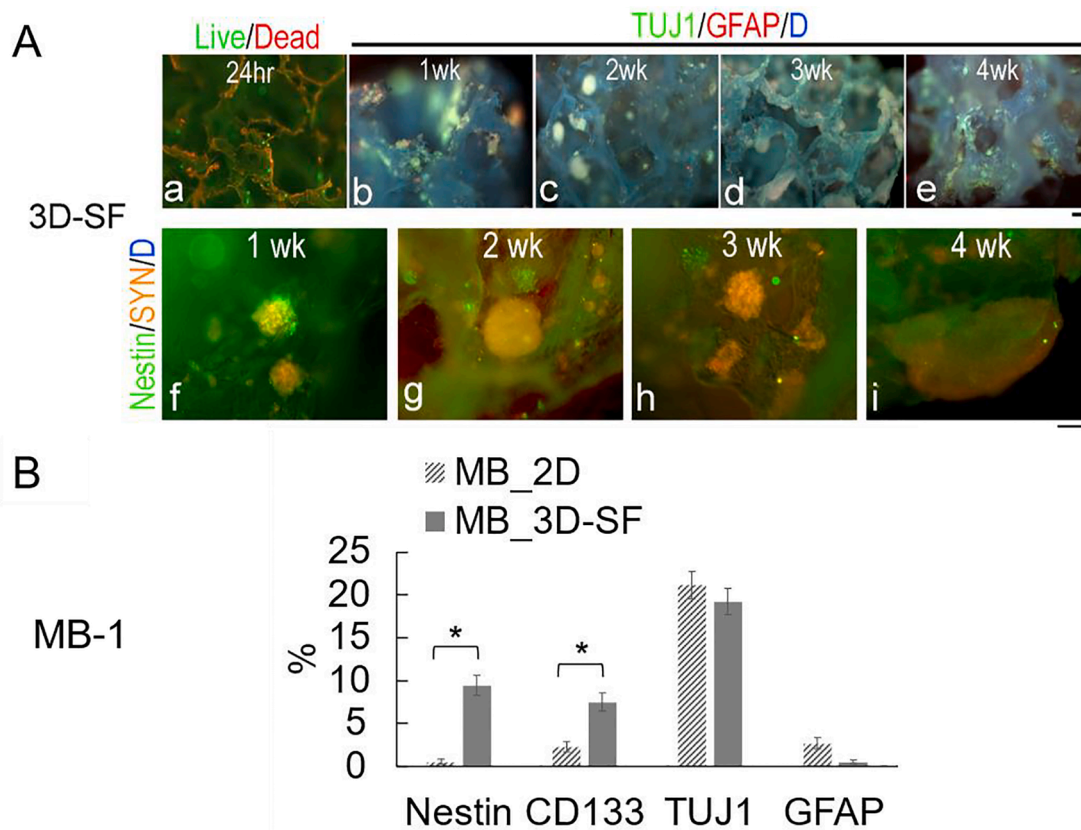 A
Live/Dead
TUJ1/GFAP/D
24hr
1wk
2wk
3wk
4wk
a
b
c
d
e
3D-SF
Nestin/SYN/D
1 wk
2 wk
3 wk
4 wk
f
g
h
i
B
MB_2D
MB_3D-SF
MB-1
%
25
20
15
10
5
0
*
*
Nestin CD133 TUJ1 GFAP